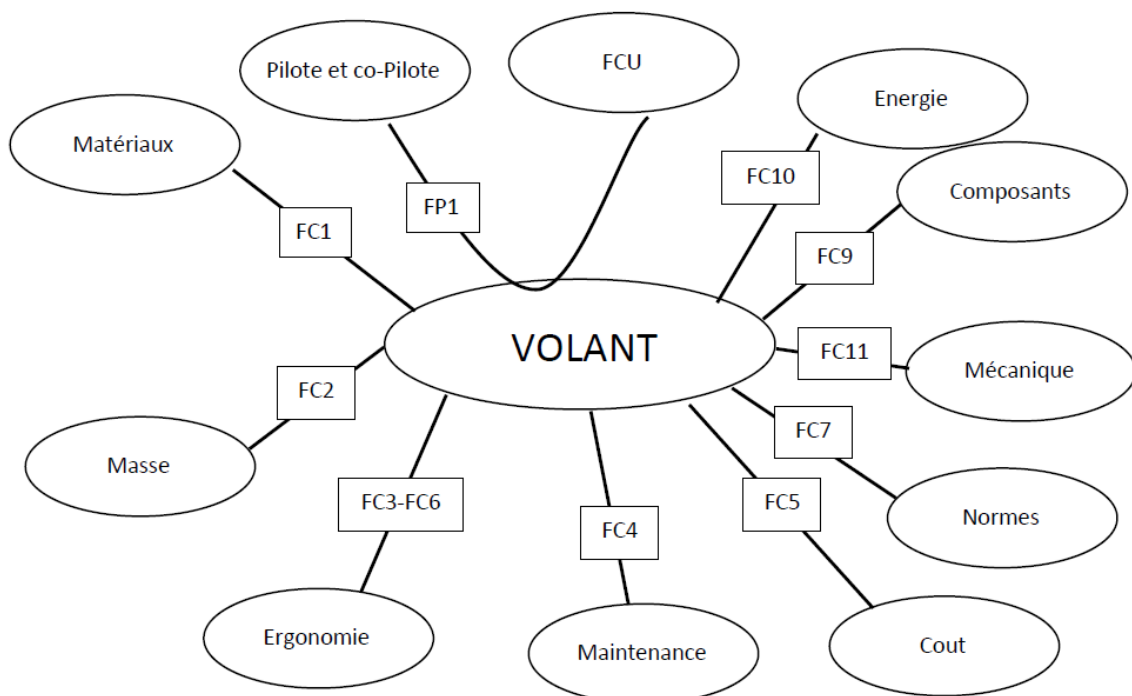 Pilote et co-Pilote
FCU
Energie
Matériaux
Composants
FC10
FP1
FC1
FC9
VOLANT
FC11
Mécanique
FC2
FC7
Masse
FC3-FC6
FC5
Normes
FC4
Ergonomie
Maintenance
Cout